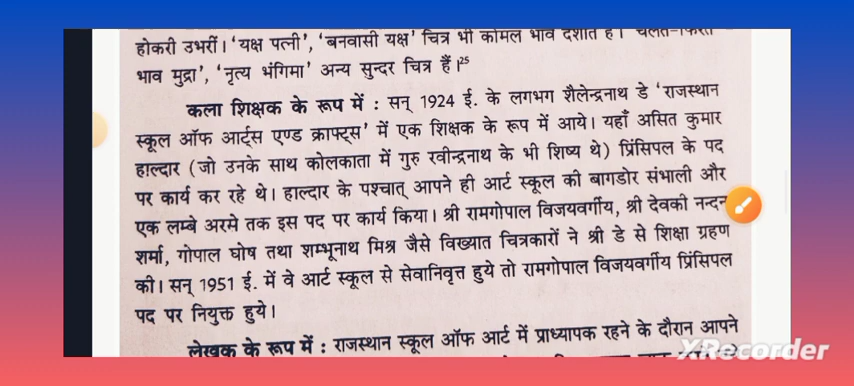 होकरी उभरीं। 'यक्ष पत्नी', 'बनवासी यक्ष' चित्र भी कोमल भाव दर्शाते हैं। चलते-फिरते
भाव मुद्रा', 'नृत्य भंगिमा' अन्य सुन्दर चित्र हैं।25
कला शिक्षक के रूप में : सन् 1924 ई. के लगभग शैलेन्द्रनाथ डे 'राजस्थान
स्कूल ऑफ आर्ट्स एण्ड क्राफ्ट्स' में एक शिक्षक के रूप में आये। यहाँ असित कुमार
हाल्दार (जो उनके साथ कोलकाता में गुरु रवीन्द्रनाथ के भी शिष्य थे) प्रिंसिपल के पद
पर कार्य कर रहे थे। हाल्दार के पश्चात् आपने ही आर्ट स्कूल की बागडोर संभाली और
एक लम्बे अरमे तक इस पद पर कार्य किया। श्री रामगोपाल विजयवर्गीय, श्री देवकी नन्दन
शर्मा, गोपाल घोष तथा शम्भूनाथ मिश्र जैसे विख्यात चित्रकारों ने श्री डे से शिक्षा ग्रहण
की। सन् 1951 ई. में वे आर्ट स्कूल से सेवानिवृत्त हुये तो रामगोपाल विजयवर्गीय प्रिंसिपल
पद पर नियुक्त हुये।
लेखक के रूप में : राजस्थान स्कूल ऑफ आर्ट में प्राध्यापक रहने के दौरान आपने
XRecorder